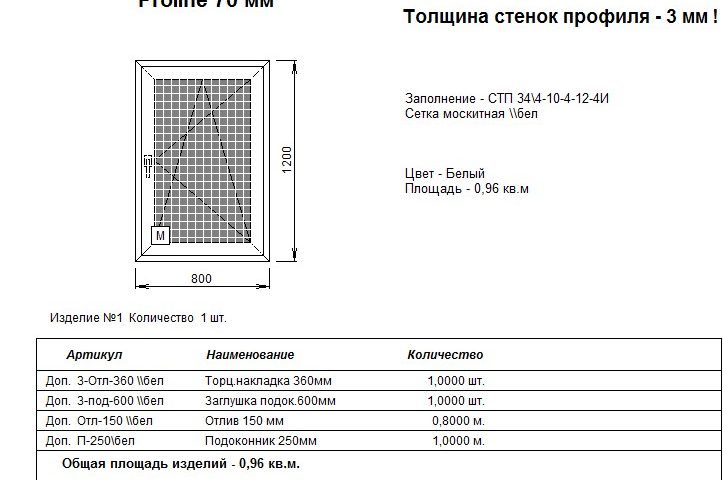 Proline 70 мм
Толщина стенок профиля - 3 мм !
Заполнение - СТП 34\4-10-4-12-4И
Сетка москитная \\бел
1200
Цвет - Белый
Площадь - 0,96 кв.м
М
800
Изделие №1 Количество 1 шт.
Артикул Наименование Количество
Доп. З-Отл-360 \\бел Торц.накладка 360мм 1,0000 шт.
Доп. З-под-600 \\бел Заглушка подок.600мм 1,0000 шт.
Доп. Отл-150 \\бел Отлив 150 мм 0,8000 м.
Доп. П-250\бел Подоконник 250мм 1,0000 м.
Общая площадь изделий - 0,96 кв.м.